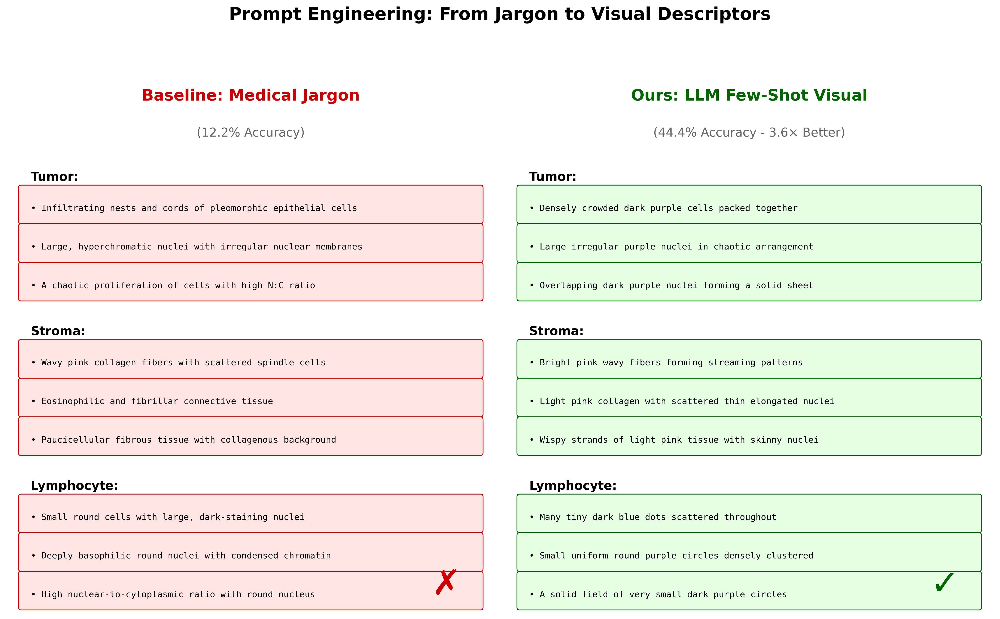 Prompt Engineering: From Jargon to Visual Descriptors
Baseline: Medical Jargon
(12.2% Accuracy)
Tumor:
• Infiltrating nests and cords of pleomorphic epithelial cells
• Large, hyperchromatic nuclei with irregular nuclear membranes
• A chaotic proliferation of cells with high N:C ratio
Stroma:
• Wavy pink collagen fibers with scattered spindle cells
• Eosinophilic and fibrillar connective tissue
• Paucicellular fibrous tissue with collagenous background
Lymphocyte:
• Small round cells with large, dark-staining nuclei
• Deeply basophilic round nuclei with condensed chromatin
• High nuclear-to-cytoplasmic ratio with round nucleus
✗
Ours: LLM Few-Shot Visual
(44.4% Accuracy - 3.6× Better)
Tumor:
• Densely crowded dark purple cells packed together
• Large irregular purple nuclei in chaotic arrangement
• Overlapping dark purple nuclei forming a solid sheet
Stroma:
• Bright pink wavy fibers forming streaming patterns
• Light pink collagen with scattered thin elongated nuclei
• Wispy strands of light pink tissue with skinny nuclei
Lymphocyte:
• Many tiny dark blue dots scattered throughout
• Small uniform round purple circles densely clustered
• A solid field of very small dark purple circles
✓